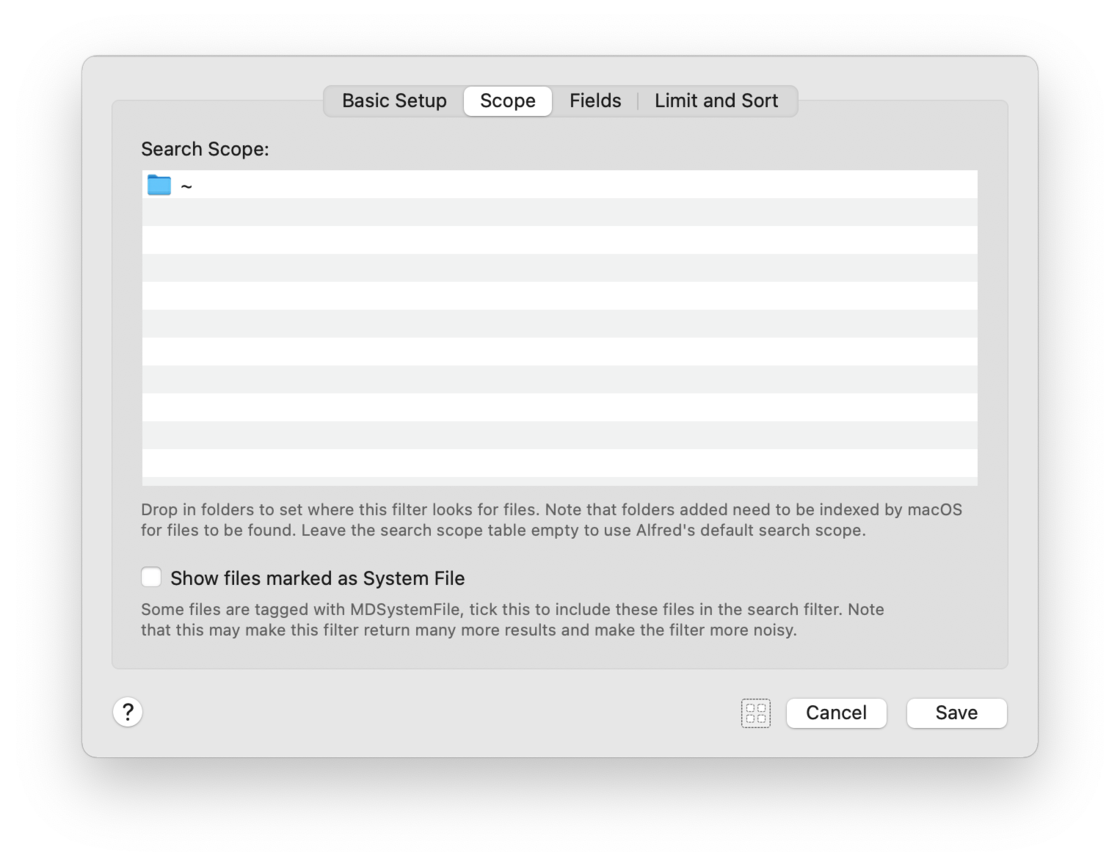 Basic Setup Scope Fields Limit and Sort
Search Scope:
~
Drop in folders to set where this filter looks for files. Note that folders added need to be indexed by macOS
for files to be found. Leave the search scope table empty to use Alfred's default search scope.
Show files marked as System File
Some files are tagged with MDSystemFile, tick this to include these files in the search filter. Note
that this may make this filter return many more results and make the filter more noisy.
? Cancel Save